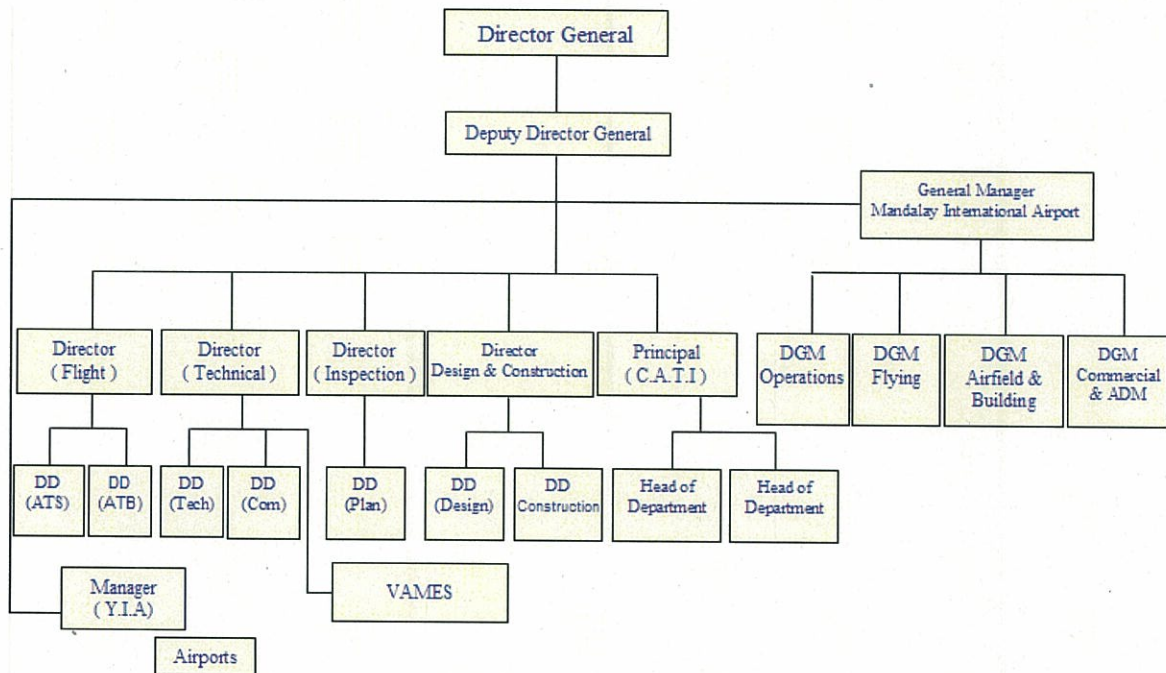 Director General
Deputy Director General
General Manager
Mandalay International Airport
Director
( Flight )
Director
( Technical )
Director
( Inspection )
Director
Design & Construction
Principal
( C.A.T.I )
DGM
Operations
DGM
Flying
DGM
Airfield &
Building
DGM
Commercial
& ADM
DD
(ATS)
DD
(ATB)
DD
(Tech)
DD
(Com)
DD
(Plan)
DD
(Design)
DD
Construction
Head of
Department
Head of
Department
Manager
( Y.I.A)
VAMES
Airports